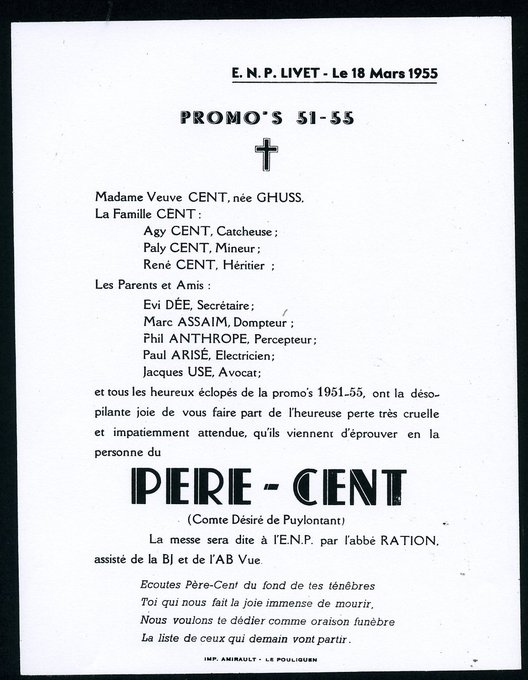 E. N. P. LIVET - Le 18 Mars 1955
PROMO'S 51-55
Madame Veuve CENT, née GHUSS,
La Famille CENT :
Agy CENT, Catcheuse ;
Paly CENT, Mineur ;
René CENT, Héritier ;
Les Parents et Amis :
Evi DÉE, Secrétaire ;
Marc ASSAIM, Dompteur ;
Phil ANTHROPE, Percepteur ;
Paul ARISÉ, Electricien ;
Jacques USE, Avocat ;
et tous les heureux éclopés de la promo's 1951-55, ont la déso-
pilante joie de vous faire part de l'heureuse perte très cruelle
et impatiemment attendue, qu'ils viennent d'éprouver en la
personne du
PERE - CENT
(Comte Désiré de Puylontant)
La messe sera dite à l'E.N.P. par l'abbé RATION,
assisté de la BJ et de l'AB Vue.
Ecoutes Père-Cent du fond de tes ténêbres
Toi qui nous fait la joie immense de mourir,
Nous voulons te dédier comme oraison funèbre
La liste de ceux qui demain vont partir.
IMP. AMIRAULT - LE POULIGUEN